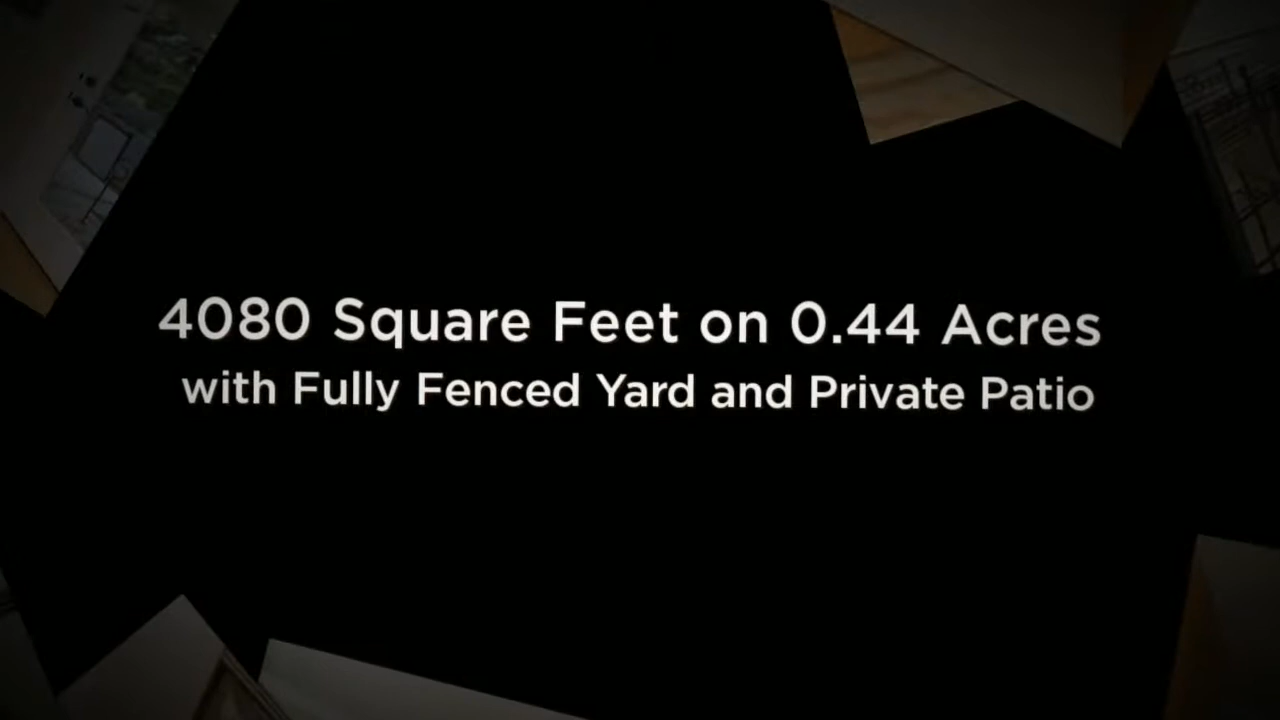 4080 Square Feet on 0.44 Acres
with Fully Fenced Yard and Private Patio